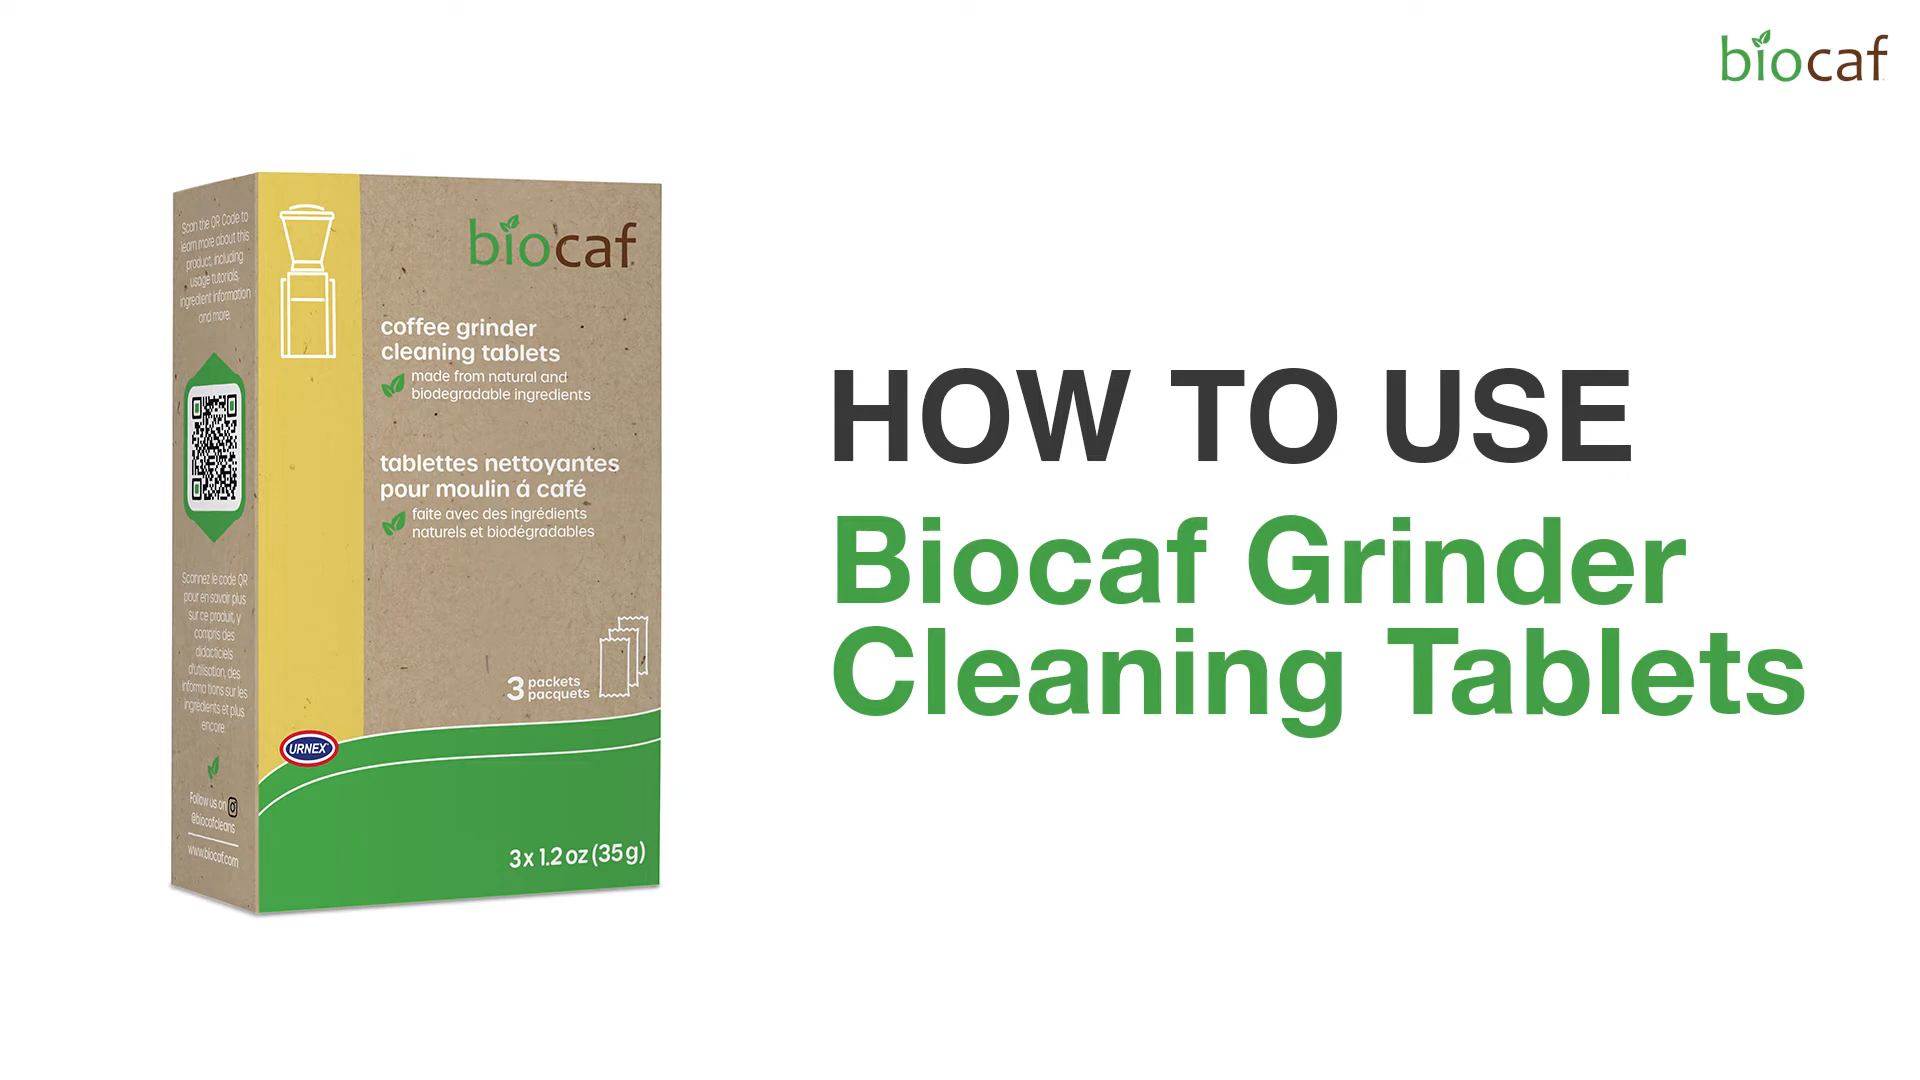 biocaf
Scan the QR Code to
learn more about this
product, including
usage tutorials,
ingredient information
and more.
Scannez le code QR
pour en savoir plus
sur ce produit, y
compris des
didacticiels
d'utilisation, des
informations sur les
ingrédients et plus
encore.
Follow us on
@biocafcleans
www.biocaf.com
biocaf
coffee grinder
cleaning tablets
made from natural and
biodegradable ingredients
tablettes nettoyantes
pour moulin á café
faite avec des ingrédients
naturels et biodégradables
3 packets
pacquets
URNEX
3 x 1.2 oz (35 g)
HOW TO USE
Biocaf Grinder
Cleaning Tablets